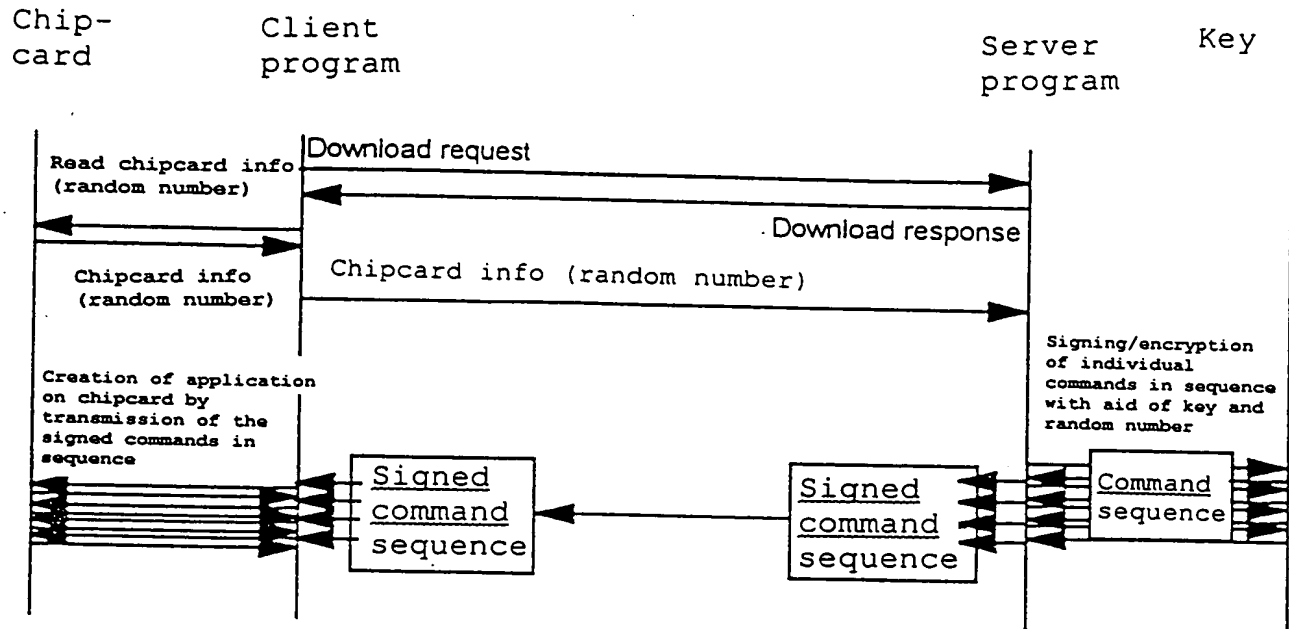 Chip-
card
Client
program
Server
program
Key
Download request
Read chipcard info
(random number)
Download response
Chipcard info
(random number)
Chipcard info (random number)
Signing/encryption
of individual
commands in sequence
with aid of key and
random number
Creation of application
on chipcard by
transmission of the
signed commands in
sequence
Signed
command
sequence
Signed
command
sequence
Command
sequence